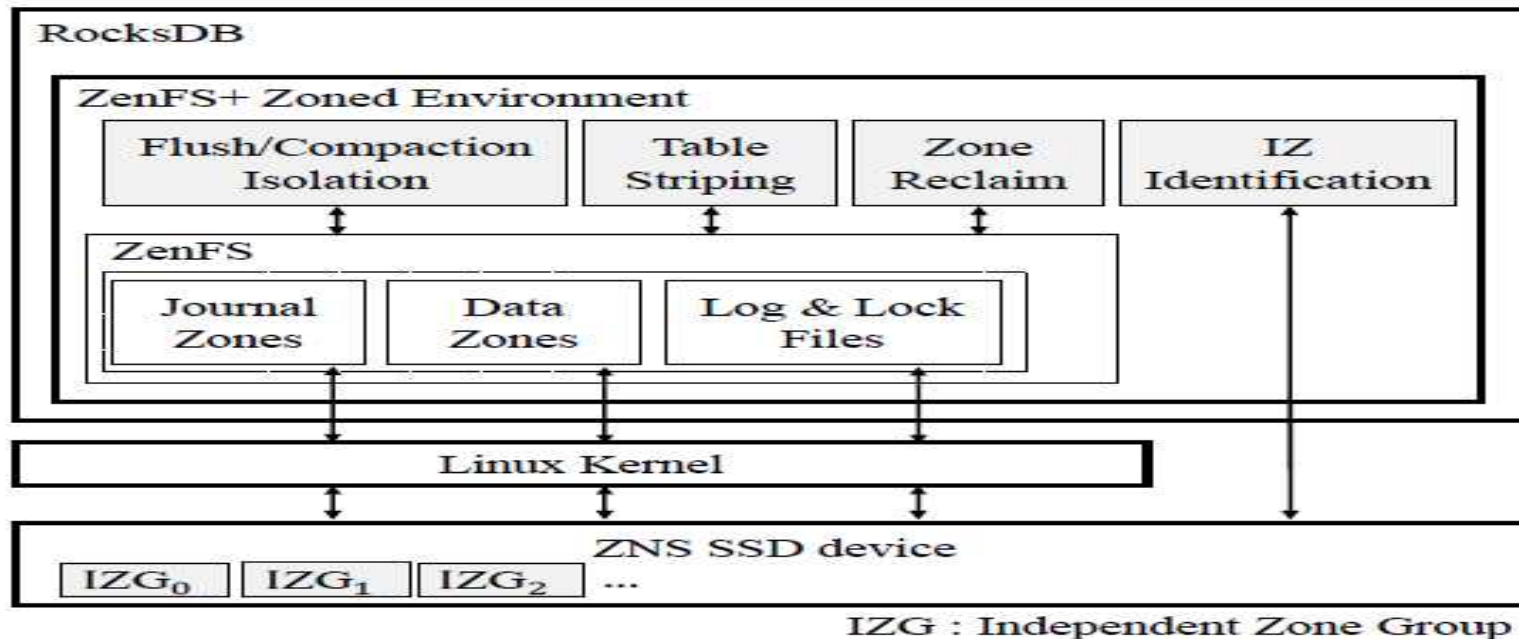 RocksDB
ZenFS+ Zoned Environment
Flush/Compaction
Isolation
Table
Striping
Zone
Reclaim
IZ
Identification
ZenFS
Journal
Zones
Data
Zones
Log & Lock
Files
Linux Kernel
ZNS SSD device
IZG₀
IZG₁
IZG₂
...
IZG : Independent Zone Group